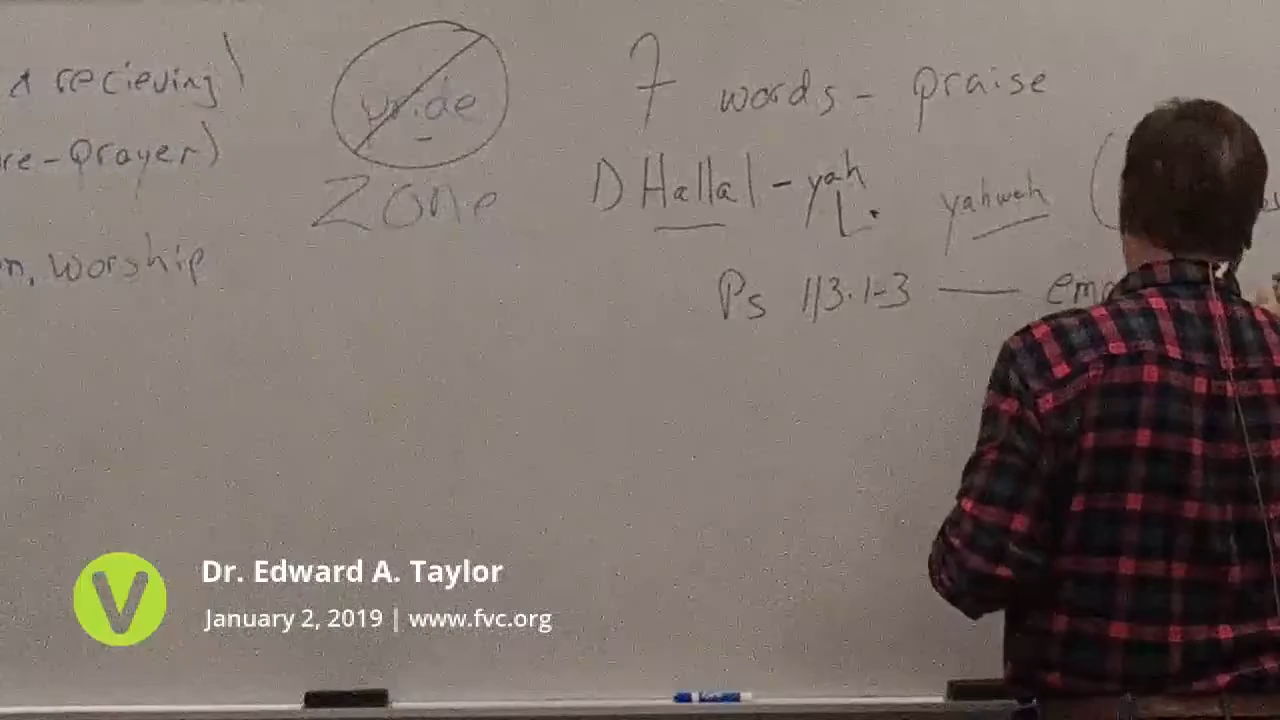 & recieving)
re-prayer)
n, worship
pride
ZONE
7 words - praise
1) Hallal - yah yahweh (
Ps 113.1-3 — emo
Dr. Edward A. Taylor
January 2, 2019 | www.fvc.org